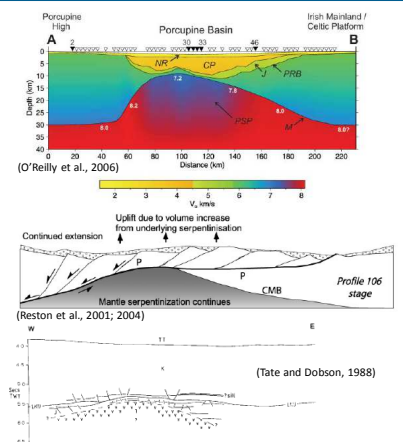 Porcupine High
Porcupine Basin
Irish Mainland / Celtic Platform
A
B
2
30
33
46
0
5
10
15
20
25
30
35
40
Depth (km)
NR
CP
J
PRB
7.2
7.8
8.2
8.0
8.0
8.0?
PSP
M
0 20 40 60 80 100 120 140 160 180 200 220
Distance (km)
(O'Reilly et al., 2006)
2 3 4 5 6 7 8
km/s
Uplift due to volume increase
from underlying serpentinisation
Continued extension
P
P
CMB
Mantle serpentinization continues
Profile 106
stage
(Reston et al., 2001; 2004)
W
E
(Tate and Dobson, 1988)
K
Secs
TWT